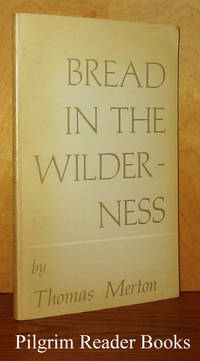 BREAD
IN THE
WILDER-
NESS
by
Thomas Merton
Pilgrim Reader Books